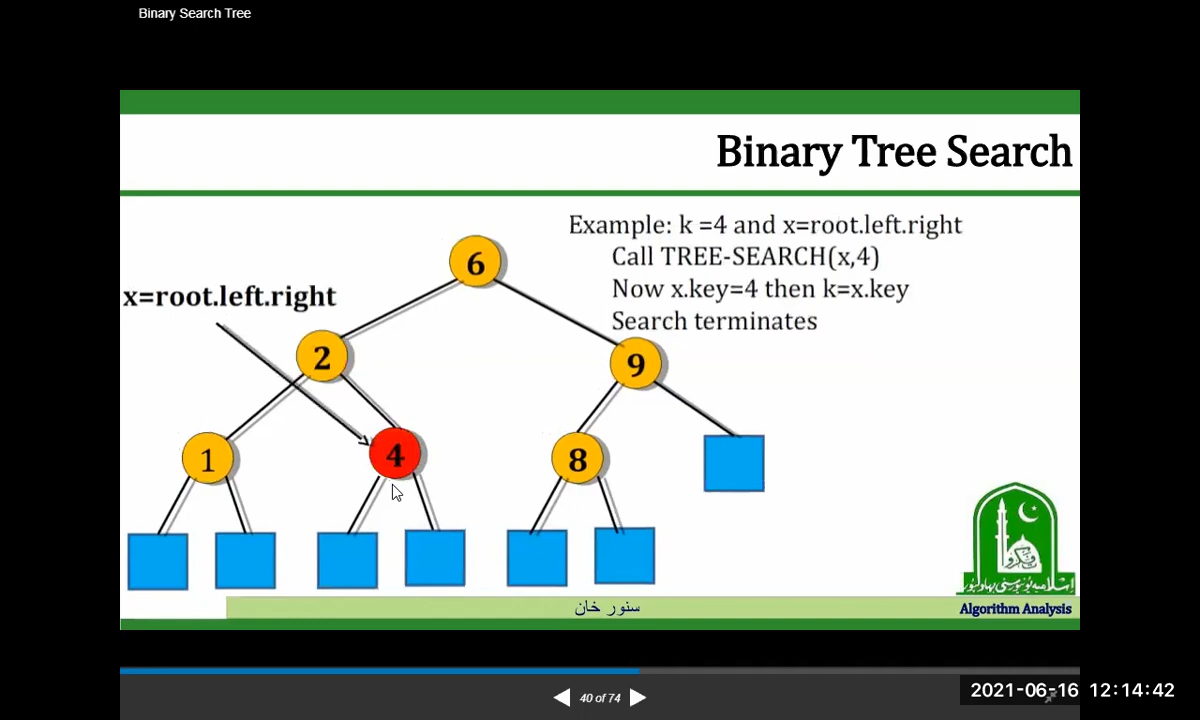 Binary Search Tree
Binary Tree Search
Example: k =4 and x=root.left.right
Call TREE-SEARCH(x,4)
Now x.key=4 then k=x.key
Search terminates
x=root.left.right
6
2
9
1
4
8
سنور خان
Algorithm Analysis
40 of 74
2021-06-16 12:14:42